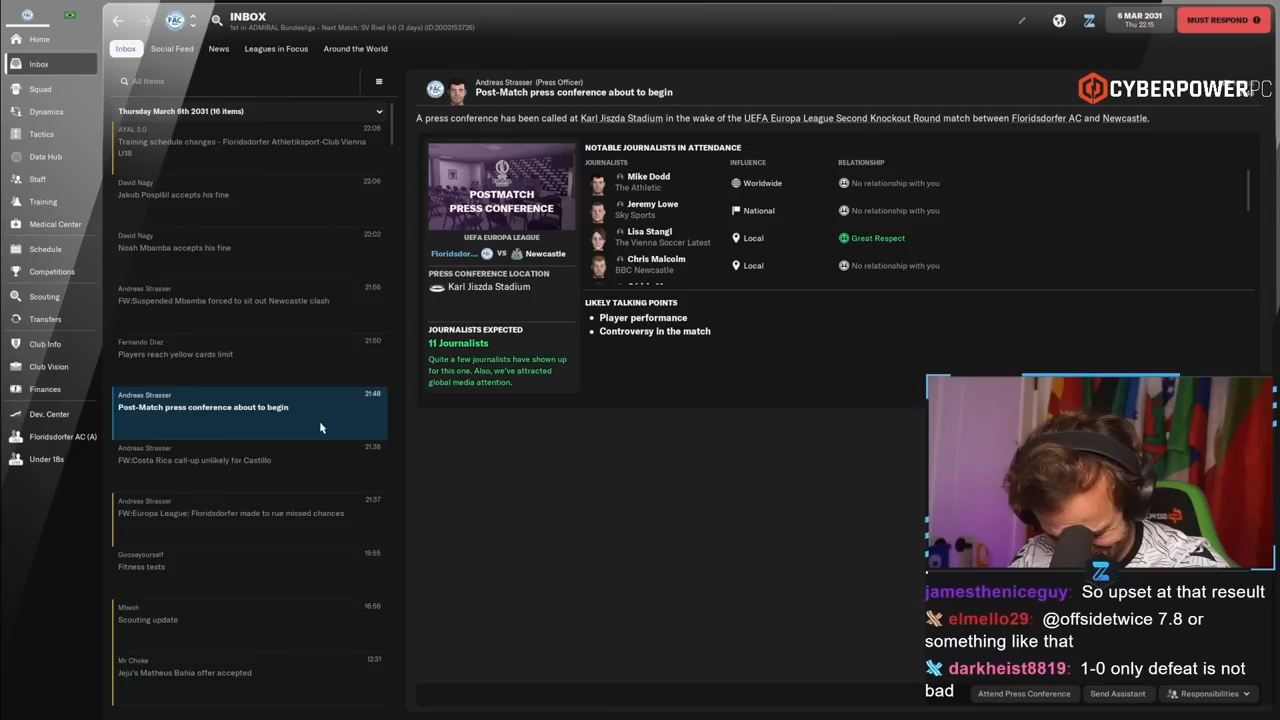 INBOX
1st in ADMIRAL Bundesliga - Next Match: SV Ried (H) (3 days) (ID:2002153726)
6 MAR 2031
Thu 22:15
MUST RESPOND
Home
Inbox
Squad
Dynamics
Tactics
Data Hub
Staff
Training
Medical Center
Schedule
Competitions
Scouting
Transfers
Club Info
Club Vision
Finances
Dev. Center
Floridsdorfer AC (A)
Under 18s
Inbox
Social Feed
News
Leagues in Focus
Around the World
All Items
Thursday March 6th 2031 (16 items)
AYAL 3.0
22:06
Training schedule changes - Floridsdorfer Athletiksport-Club Vienna
U18
David Nagy
22:06
Jakub Pospíšil accepts his fine
David Nagy
22:02
Noah Mbamba accepts his fine
Andreas Strasser
21:56
FW:Suspended Mbamba forced to sit out Newcastle clash
Fernando Diaz
21:50
Players reach yellow cards limit
Andreas Strasser
21:48
Post-Match press conference about to begin
Andreas Strasser
21:38
FW:Costa Rica call-up unlikely for Castillo
Andreas Strasser
21:37
FW:Europa League: Floridsdorfer made to rue missed chances
Gooseyourself
19:55
Fitness tests
Mbesh
16:56
Scouting update
Mr Choke
12:31
Jeju's Matheus Bahia offer accepted
Andreas Strasser (Press Officer)
Post-Match press conference about to begin
CYBERPOWERPC
A press conference has been called at Karl Jiszda Stadium in the wake of the UEFA Europa League Second Knockout Round match between Floridsdorfer AC and Newcastle.
POSTMATCH
PRESS CONFERENCE
UEFA EUROPA LEAGUE
Floridsdor... VS Newcastle
PRESS CONFERENCE LOCATION
Karl Jiszda Stadium
JOURNALISTS EXPECTED
11 Journalists
Quite a few journalists have shown up
for this one. Also, we've attracted
global media attention.
NOTABLE JOURNALISTS IN ATTENDANCE
JOURNALISTS
INFLUENCE
RELATIONSHIP
Mike Dodd
The Athletic
Worldwide
No relationship with you
Jeremy Lowe
Sky Sports
National
No relationship with you
Lisa Stangl
The Vienna Soccer Latest
Local
Great Respect
Chris Malcolm
BBC Newcastle
Local
No relationship with you
LIKELY TALKING POINTS
Player performance
Controversy in the match
jamestheniceguy: So upset at that reseult
elmello29: @offsidetwice 7.8 or
something like that
darkheist8819: 1-0 only defeat is not
bad
Attend Press Conference
Send Assistant
Responsibilities